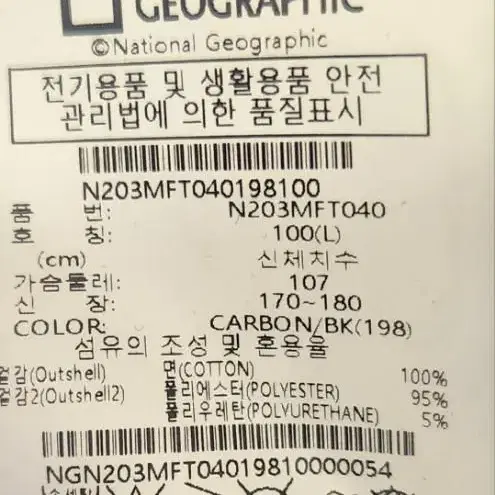 GEOGRAPHIC
©National Geographic
전기용품 및 생활용품 안전
관리법에 의한 품질표시
N203MFT040198100
품 번: N203MFT040
호 칭: 100(L)
(cm) 신체치수
가슴둘레: 107
신 장: 170~180
COLOR: CARBON/BK(198)
섬유의 조성 및 혼용율
겉감(Outshell) 면(COTTON) 100%
겉감2(Outshell2) 폴리에스터(POLYESTER) 95%
폴리우레탄(POLYURETHANE) 5%
NGN203MFT04019810000054